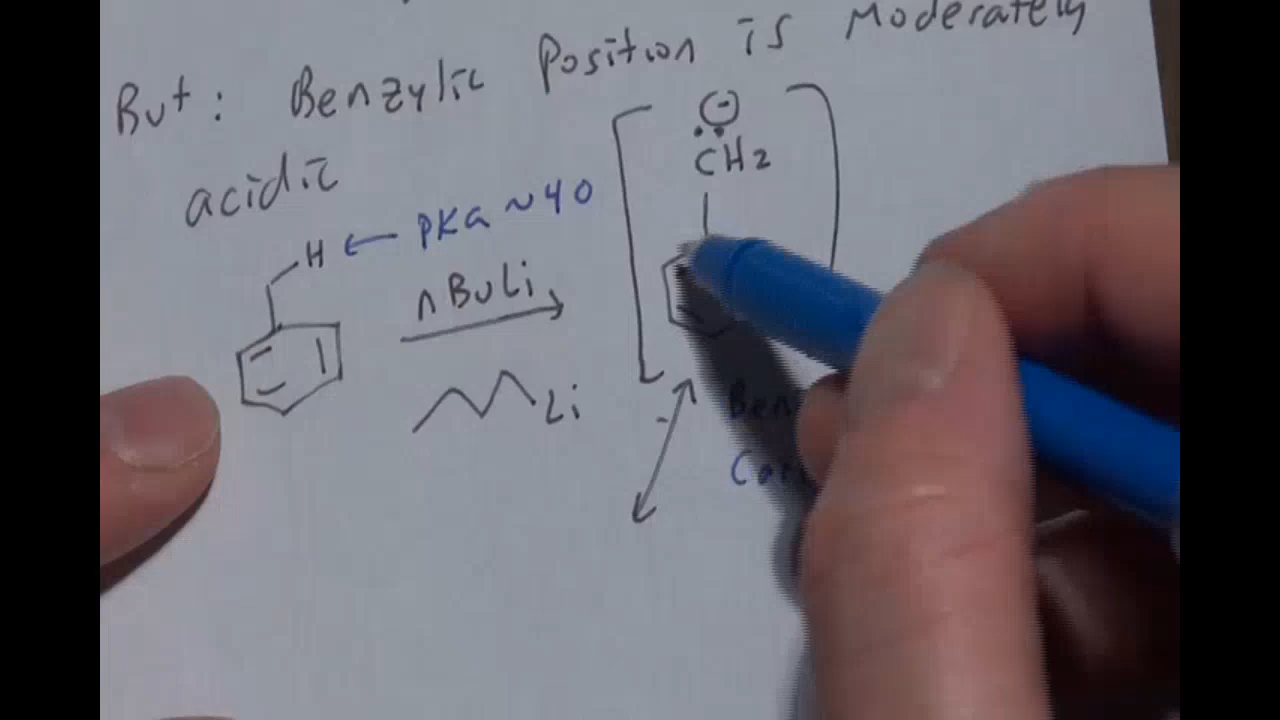 But: Benzylic Position is Moderately
acidic
(-)
CH2
H ← pKa ~40
nBuLi
Li